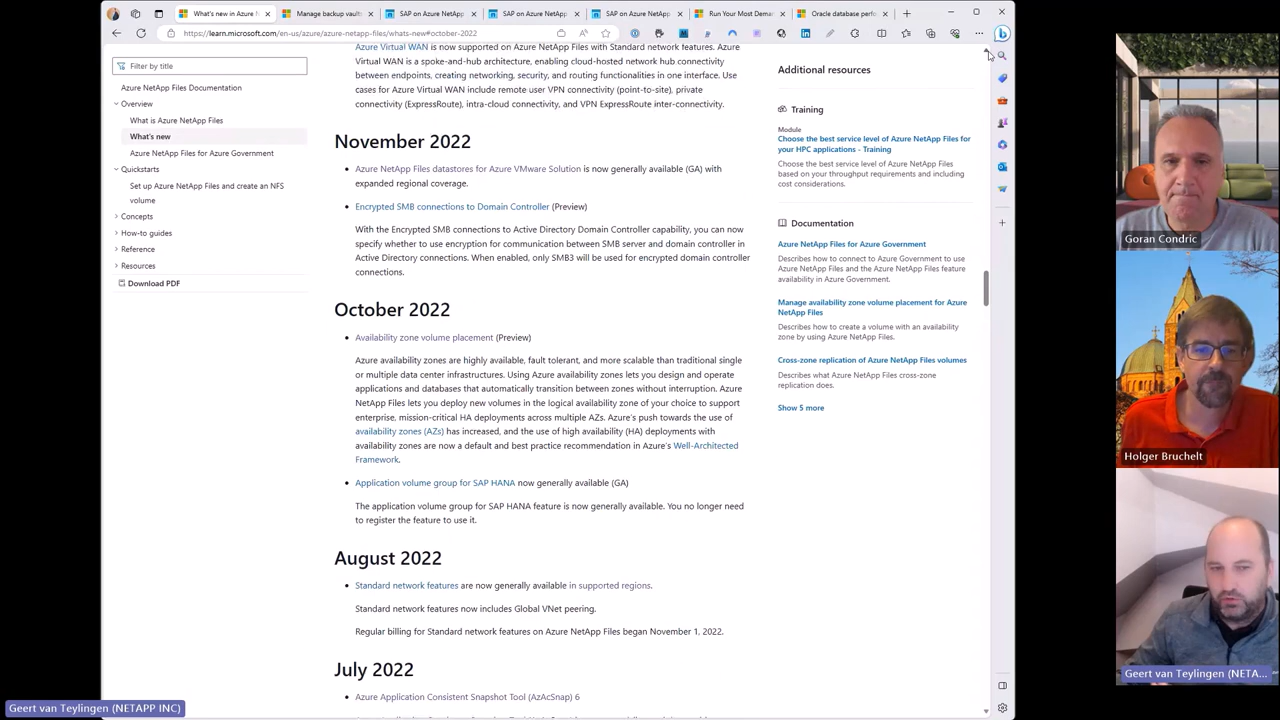 What's new in Azure N
Manage backup vault
SAP on Azure NetApp
SAP on Azure NetApp
SAP on Azure NetApp
Run Your Most Deman
Oracle database perf
https://learn.microsoft.com/en-us/azure/azure-netapp-files/whats-new#october-2022
Filter by title
Azure NetApp Files Documentation
Overview
What is Azure NetApp Files
What's new
Azure NetApp Files for Azure Government
Quickstarts
Set up Azure NetApp Files and create an NFS
volume
Concepts
How-to guides
Reference
Resources
Download PDF
Azure Virtual WAN is now supported on Azure NetApp Files with Standard network features. Azure
Virtual WAN is a spoke-and-hub architecture, enabling cloud-hosted network hub connectivity
between endpoints, creating networking, security, and routing functionalities in one interface. Use
cases for Azure Virtual WAN include remote user VPN connectivity (point-to-site), private
connectivity (ExpressRoute), intra-cloud connectivity, and VPN ExpressRoute inter-connectivity.
November 2022
• Azure NetApp Files datastores for Azure VMware Solution is now generally available (GA) with
expanded regional coverage.
• Encrypted SMB connections to Domain Controller (Preview)
With the Encrypted SMB connections to Active Directory Domain Controller capability, you can now
specify whether to use encryption for communication between SMB server and domain controller in
Active Directory connections. When enabled, only SMB3 will be used for encrypted domain controller
connections.
October 2022
• Availability zone volume placement (Preview)
Azure availability zones are highly available, fault tolerant, and more scalable than traditional single
or multiple data center infrastructures. Using Azure availability zones lets you design and operate
applications and databases that automatically transition between zones without interruption. Azure
NetApp Files lets you deploy new volumes in the logical availability zone of your choice to support
enterprise, mission-critical HA deployments across multiple AZs. Azure's push towards the use of
availability zones (AZs) has increased, and the use of high availability (HA) deployments with
availability zones are now a default and best practice recommendation in Azure's Well-Architected
Framework.
• Application volume group for SAP HANA now generally available (GA)
The application volume group for SAP HANA feature is now generally available. You no longer need
to register the feature to use it.
August 2022
• Standard network features are now generally available in supported regions.
Standard network features now includes Global VNet peering.
Regular billing for Standard network features on Azure NetApp Files began November 1, 2022.
July 2022
• Azure Application Consistent Snapshot Tool (AzAcSnap) 6
Additional resources
Training
Module
Choose the best service level of Azure NetApp Files for
your HPC applications - Training
Choose the best service level of Azure NetApp Files
based on your throughput requirements and including
cost considerations.
Documentation
Azure NetApp Files for Azure Government
Describes how to connect to Azure Government to use
Azure NetApp Files and the Azure NetApp Files feature
availability in Azure Government.
Manage availability zone volume placement for Azure
NetApp Files
Describes how to create a volume with an availability
zone by using Azure NetApp Files.
Cross-zone replication of Azure NetApp Files volumes
Describes what Azure NetApp Files cross-zone
replication does.
Show 5 more
Goran Condric
Holger Bruchelt
Geert van Teylingen (NETA...
Geert van Teylingen (NETAPP INC)